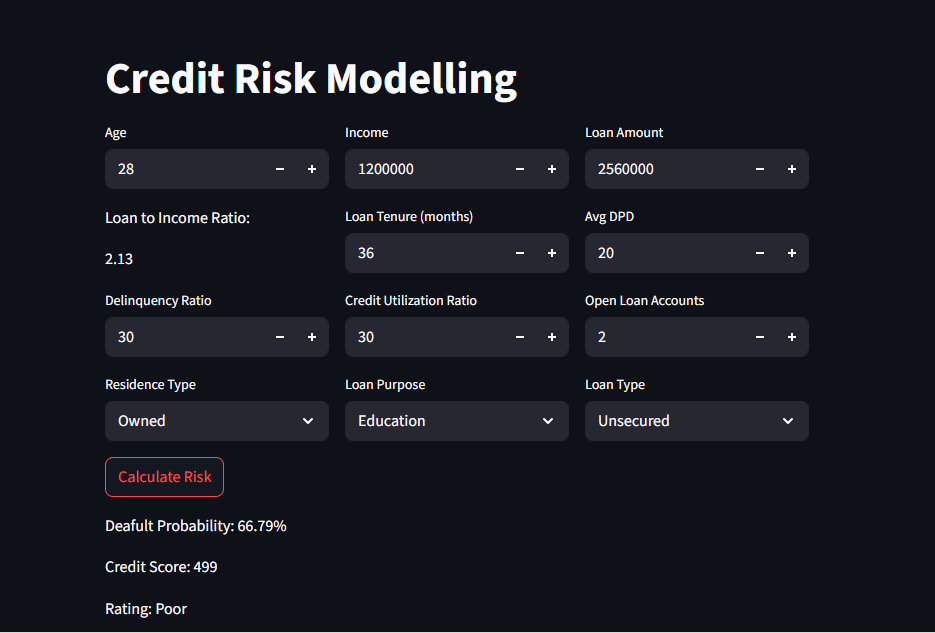 Credit Risk Modelling
Age
Income
Loan Amount
28
1200000
2560000
Loan to Income Ratio:
Loan Tenure (months)
Avg DPD
2.13
36
20
Delinquency Ratio
Credit Utilization Ratio
Open Loan Accounts
30
30
2
Residence Type
Loan Purpose
Loan Type
Owned
Education
Unsecured
Calculate Risk
Deafult Probability: 66.79%
Credit Score: 499
Rating: Poor